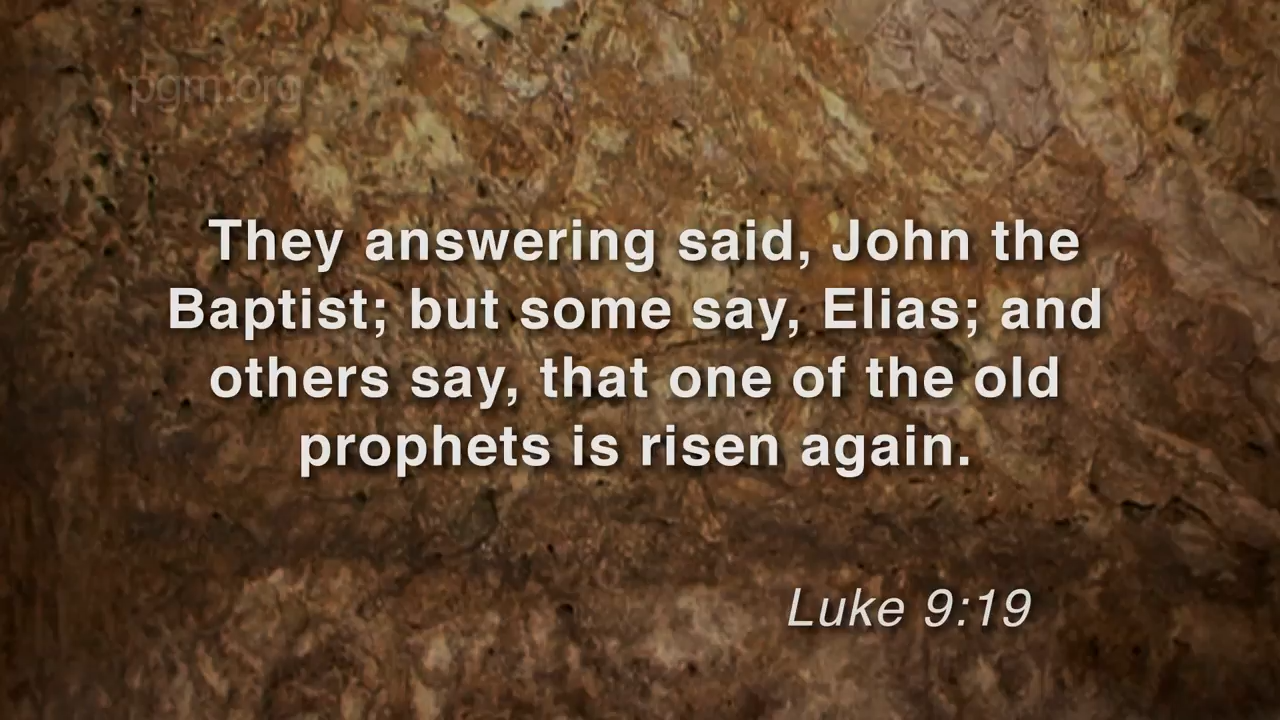 pgm.org
They answering said, John the
Baptist; but some say, Elias; and
others say, that one of the old
prophets is risen again.
Luke 9:19